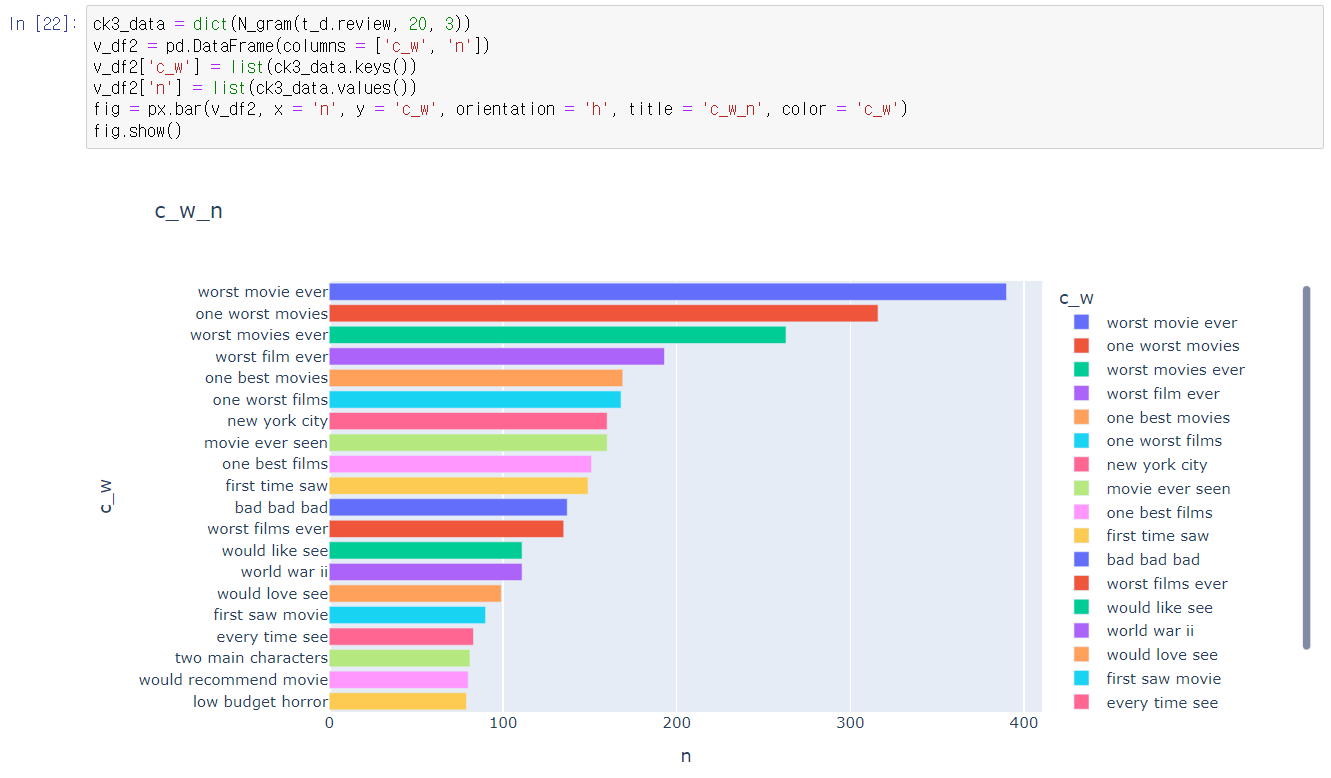 In [22]:
ck3_data = dict(N_gram(t_d.review, 20, 3))
v_df2 = pd.DataFrame(columns = ['c_w', 'n'])
v_df2['c_w'] = list(ck3_data.keys())
v_df2['n'] = list(ck3_data.values())
fig = px.bar(v_df2, x = 'n', y = 'c_w', orientation = 'h', title = 'c_w_n', color = 'c_w')
fig.show()
c_w_n
c_w
worst movie ever
one worst movies
worst movies ever
worst film ever
one best movies
one worst films
new york city
movie ever seen
one best films
first time saw
bad bad bad
worst films ever
would like see
world war ii
would love see
first saw movie
every time see
two main characters
would recommend movie
low budget horror
0 100 200 300 400
n
c_w
worst movie ever
one worst movies
worst movies ever
worst film ever
one best movies
one worst films
new york city
movie ever seen
one best films
first time saw
bad bad bad
worst films ever
would like see
world war ii
would love see
first saw movie
every time see